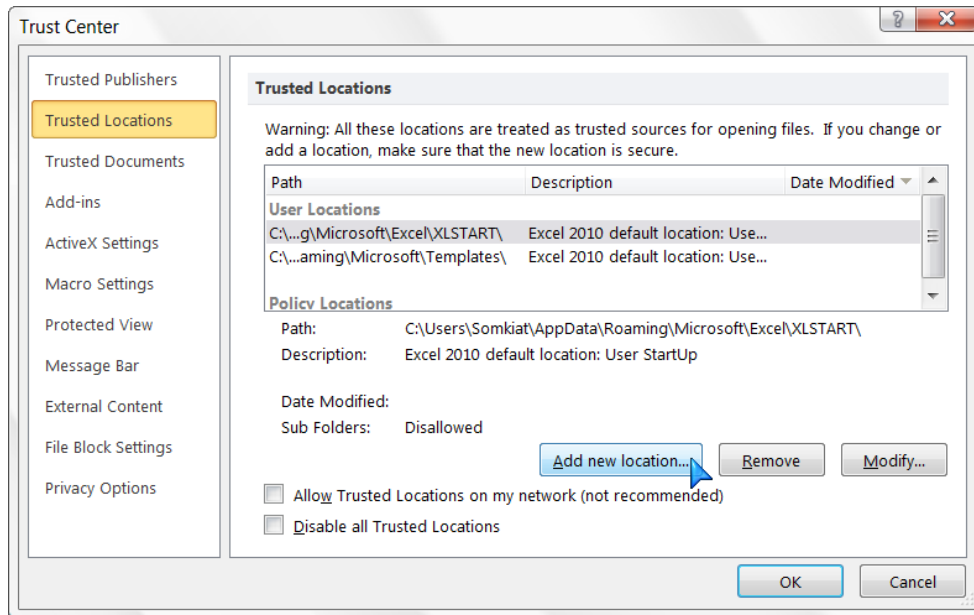 Trust Center
Trusted Publishers
Trusted Locations
Trusted Documents
Add-ins
ActiveX Settings
Macro Settings
Protected View
Message Bar
External Content
File Block Settings
Privacy Options
Trusted Locations
Warning: All these locations are treated as trusted sources for opening files. If you change or
add a location, make sure that the new location is secure.
Path Description Date Modified
User Locations
C:\...g\Microsoft\Excel\XLSTART\ Excel 2010 default location: Use...
C:\...aming\Microsoft\Templates\ Excel 2010 default location: Use...
Policy Locations
Path: C:\Users\Somkiat\AppData\Roaming\Microsoft\Excel\XLSTART\
Description: Excel 2010 default location: User StartUp
Date Modified:
Sub Folders: Disallowed
Add new location... Remove Modify...
Allow Trusted Locations on my network (not recommended)
Disable all Trusted Locations
OK Cancel